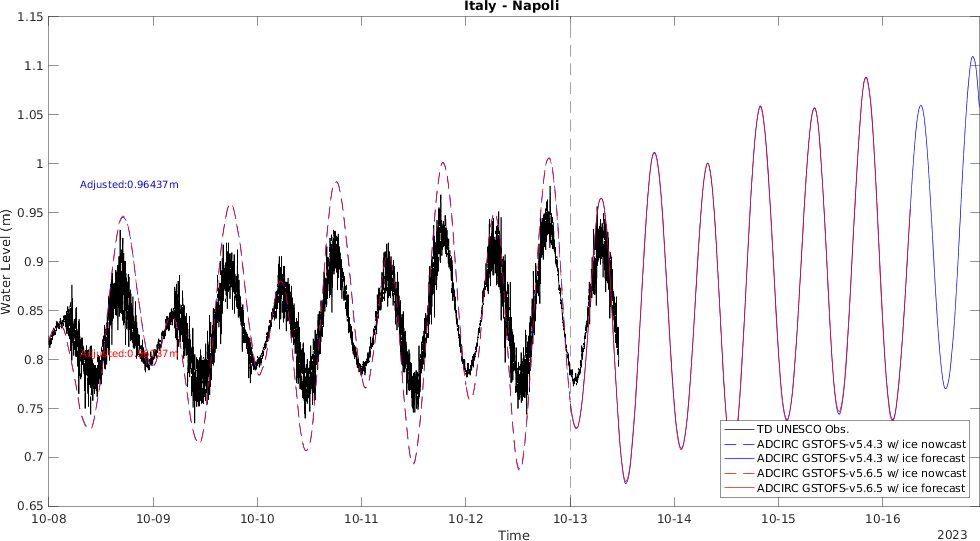 Italy - Napoli
1.15
1.1
1.05
1
0.95
0.9
0.85
0.8
0.75
0.7
0.65
Water Level (m)
Adjusted:0.96437m
TD UNESCO Obs.
ADCIRC GSTOFS-v5.4.3 w/ ice nowcast
ADCIRC GSTOFS-v5.4.3 w/ ice forecast
ADCIRC GSTOFS-v5.6.5 w/ ice nowcast
ADCIRC GSTOFS-v5.6.5 w/ ice forecast
10-08 10-09 10-10 10-11 10-12 10-13 10-14 10-15 10-16
Time
2023